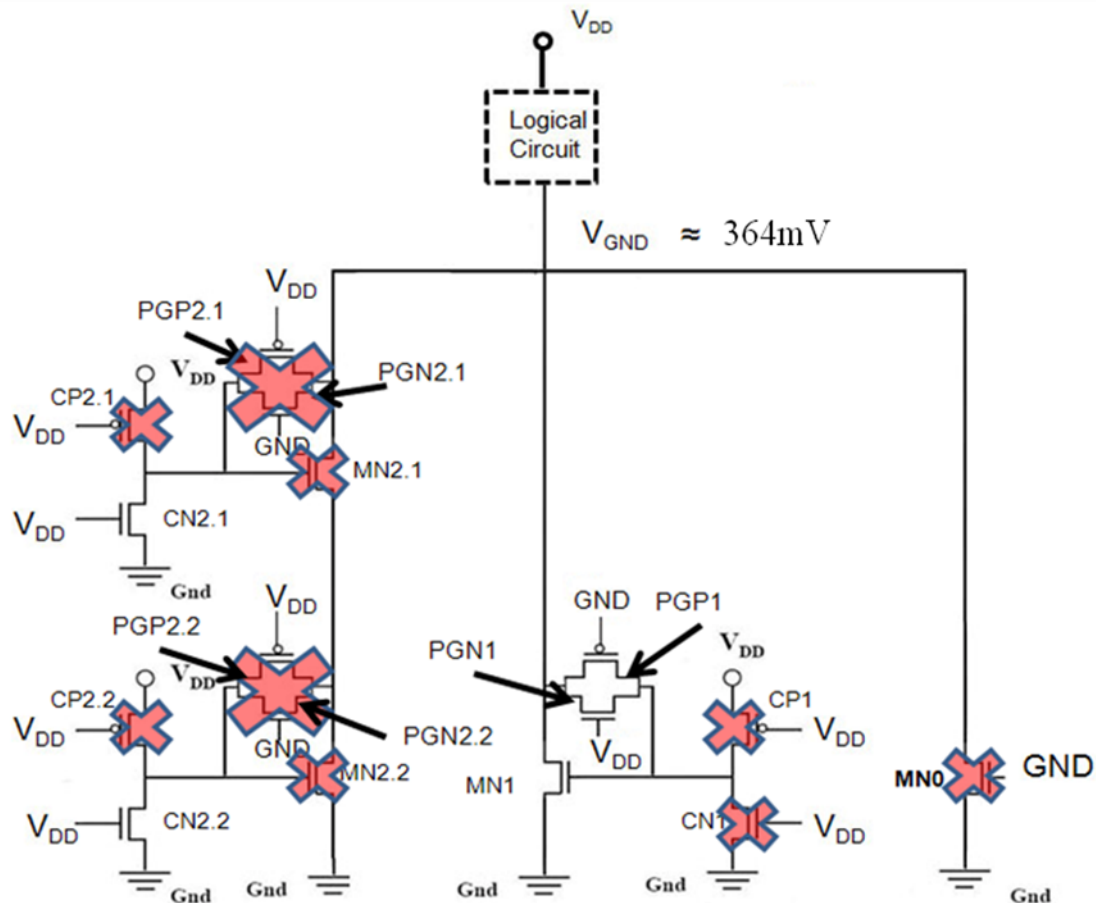 VDD
Logical
Circuit
VGND ≈ 364mV
VDD
PGP2.1
VDD
PGN2.1
CP2.1
VDD
GND
MN2.1
VDD
CN2.1
Gnd
VDD
GND
PGP1
PGP2.2
VDD
PGN1
VDD
CP2.2
CP1
VDD
VDD
GND
PGN2.2
VDD
MN2.2
MN1
MN0
GND
VDD
CN2.2
CN1
VDD
Gnd
Gnd
Gnd
Gnd
Gnd